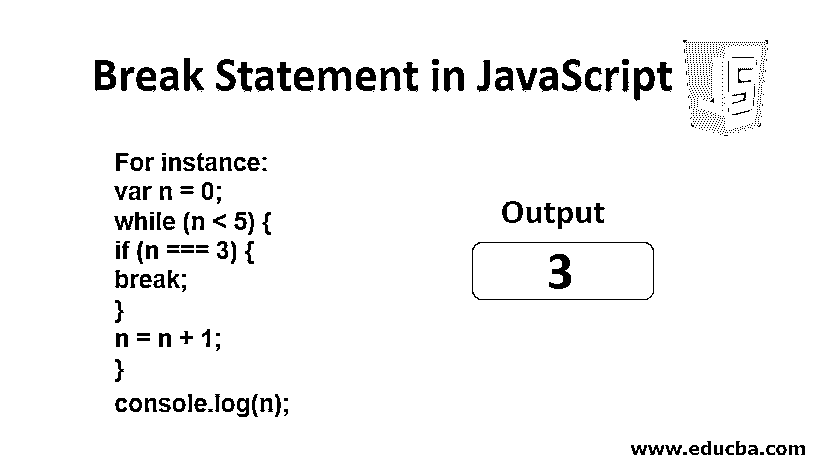 Break Statement in JavaScript
For instance:
var n = 0;
while (n < 5) {
if (n === 3) {
break;
}
n = n + 1;
}
console.log(n);
Output
3
www.educba.com